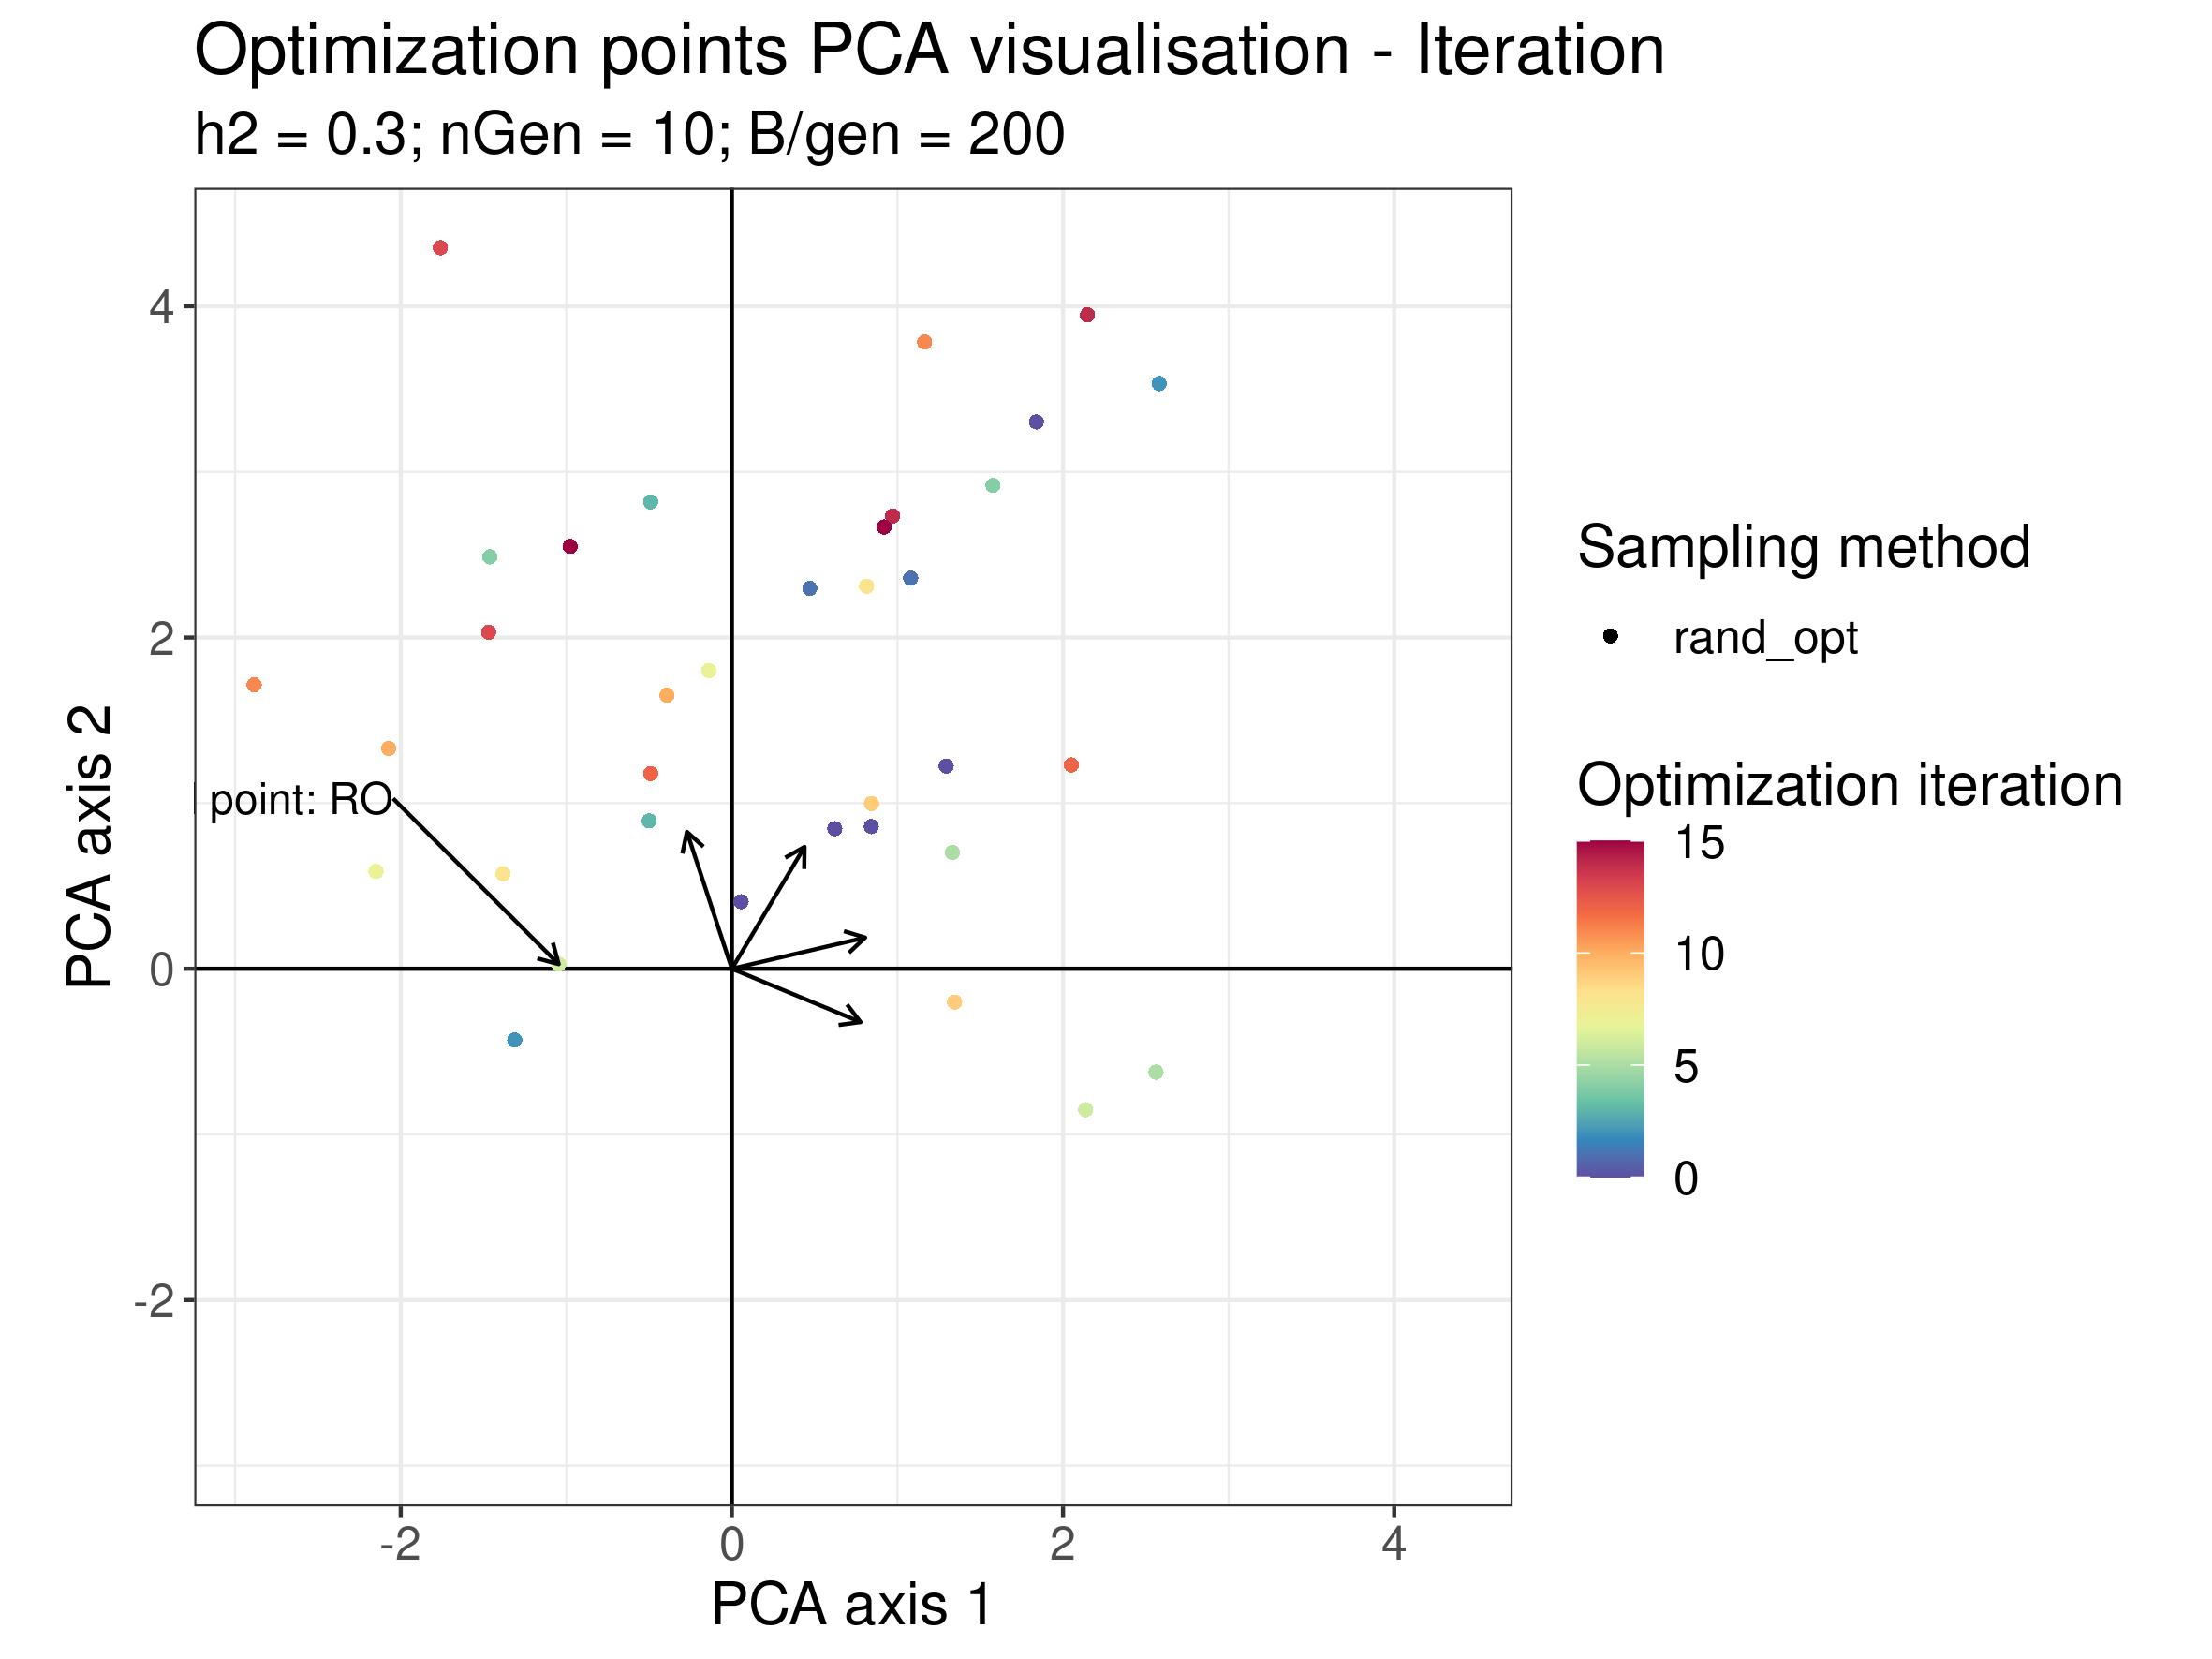 Optimization points PCA visualisation - Iteration
h2 = 0.3; nGen = 10; B/gen = 200
PCA axis 2
4
2
0
-2
point: RO
-2
0
2
4
PCA axis 1
Sampling method
rand_opt
Optimization iteration
15
10
5
0